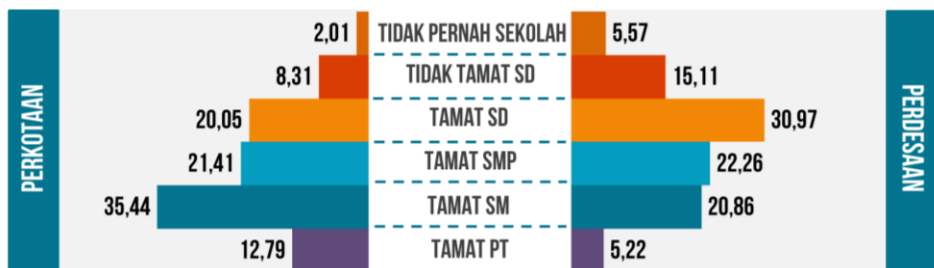 PERKOTAAN
2,01 TIDAK PERNAH SEKOLAH 5,57
8,31 TIDAK TAMAT SD 15,11
20,05 TAMAT SD 30,97
21,41 TAMAT SMP 22,26
35,44 TAMAT SM 20,86
12,79 TAMAT PT 5,22
PERDESAAN